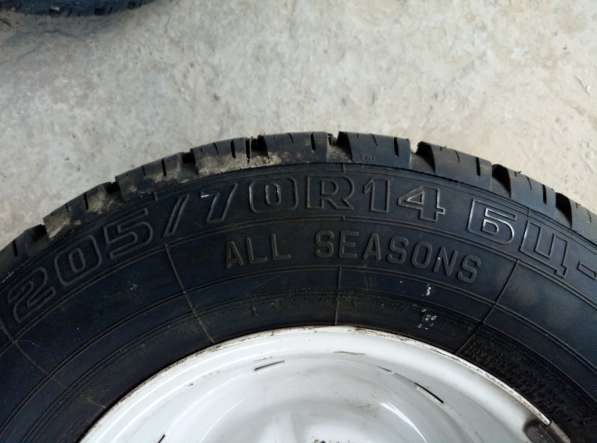 205/70R14 БЦ-
ALL SEASONS